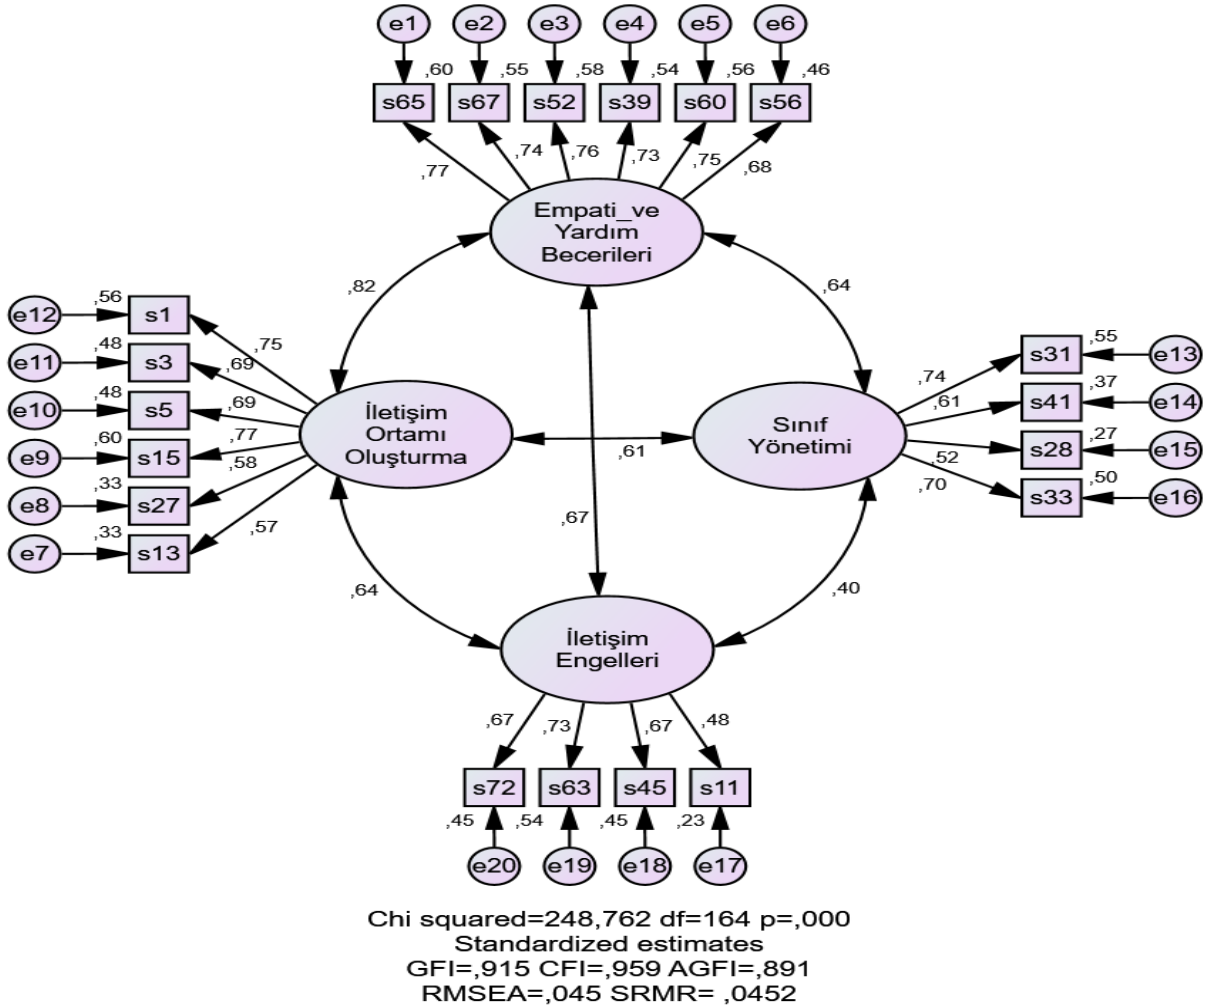 e1 e2 e3 e4 e5 e6
,60 ,55 ,58 ,54 ,56 ,46
s65 s67 s52 s39 s60 s56
,77 ,74 ,76 ,73 ,75 ,68
Empati_ve
Yardım
Becerileri
,82 ,64
e12 ,56 s1 ,75
e11 ,48 s3 ,69
e10 ,48 s5 ,69
e9 ,60 s15 ,77
e8 ,33 s27 ,58
e7 ,33 s13 ,57
İletişim
Ortamı
Oluşturma
,61
Sınıf
Yönetimi
,74 s31 ,55 e13
,61 s41 ,37 e14
,52 s28 ,27 e15
,70 s33 ,50 e16
,67
,64 ,40
İletişim
Engelleri
,67 ,73 ,67 ,48
s72 s63 s45 s11
,45 ,54 ,45 ,23
e20 e19 e18 e17
Chi squared=248,762 df=164 p=,000
Standardized estimates
GFI=,915 CFI=,959 AGFI=,891
RMSEA=,045 SRMR= ,0452